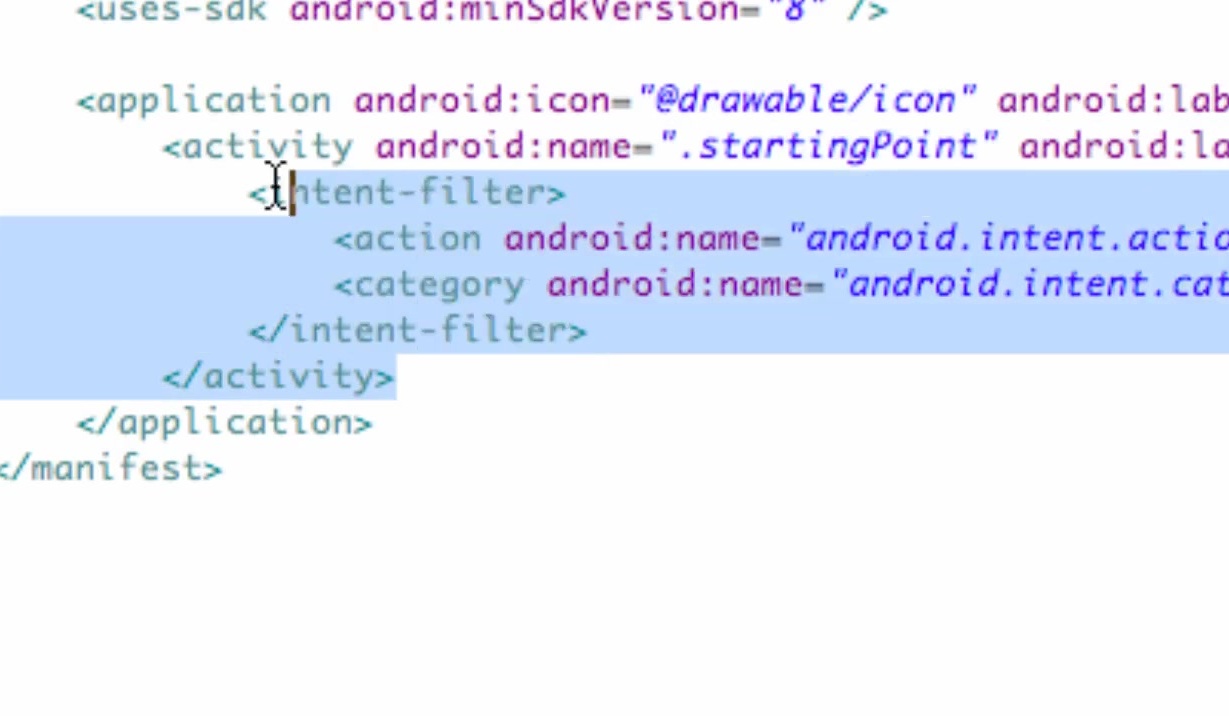 <uses-sdk android:minSdkVersion="8" />
<application android:icon="@drawable/icon" android:lab
<activity android:name=".startingPoint" android:la
<intent-filter>
<action android:name="android.intent.actio
<category android:name="android.intent.cat
</intent-filter>
</activity>
</application>
</manifest>